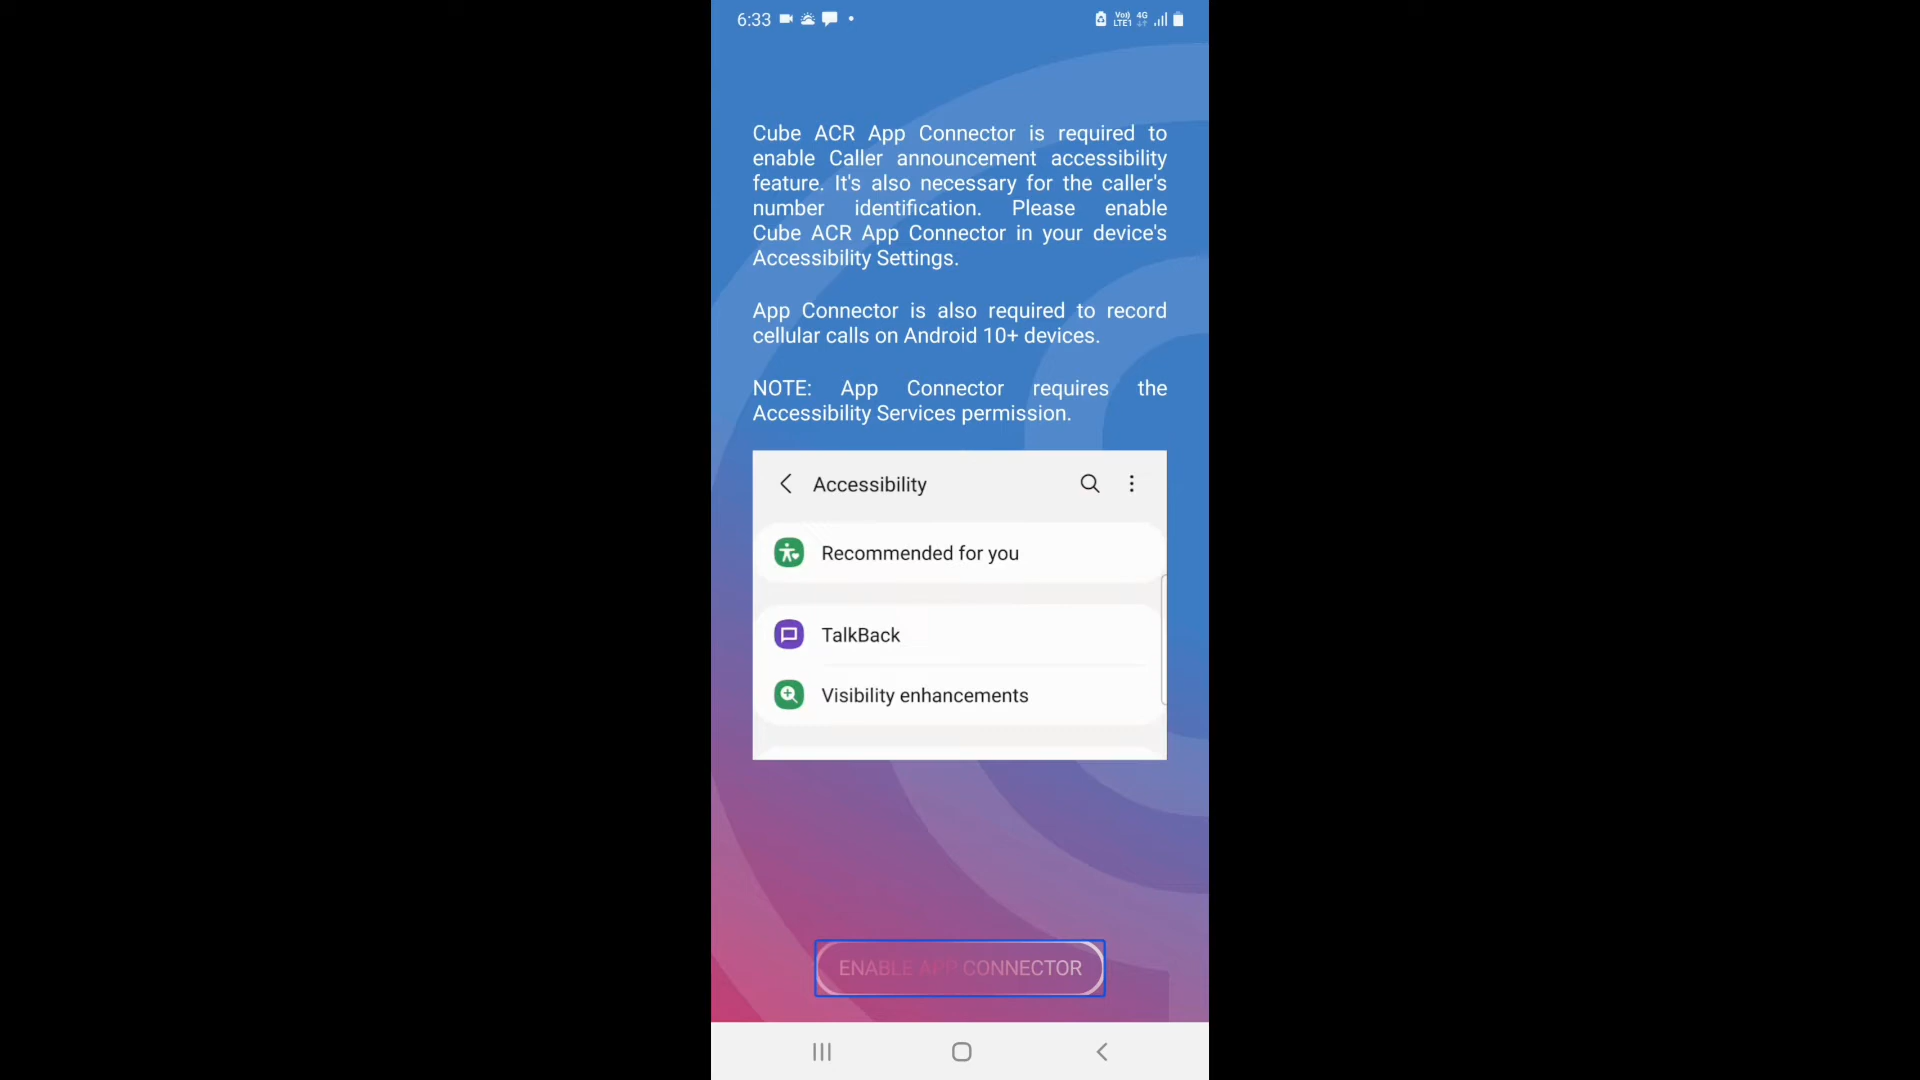 6:33
Vo)) 4G
LTE1
Cube ACR App Connector is required to
enable Caller announcement accessibility
feature. It's also necessary for the caller's
number identification. Please enable
Cube ACR App Connector in your device's
Accessibility Settings.
App Connector is also required to record
cellular calls on Android 10+ devices.
NOTE: App Connector requires the
Accessibility Services permission.
Accessibility
Recommended for you
TalkBack
Visibility enhancements
ENABLE APP CONNECTOR